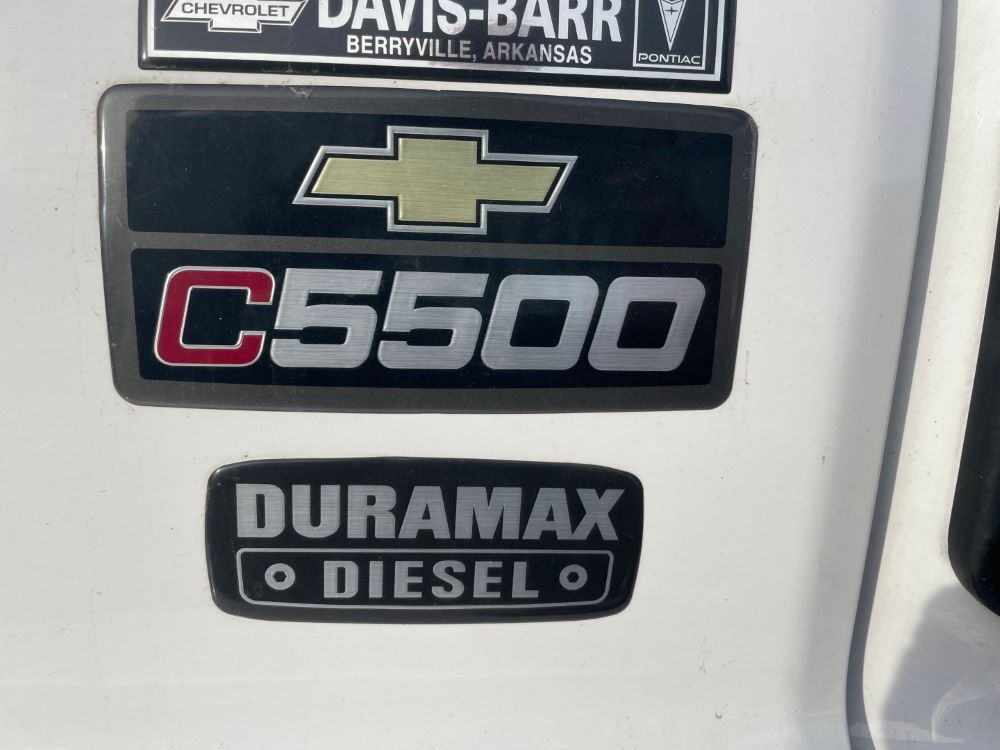 CHEVROLET
DAVIS-BARR
BERRYVILLE, ARKANSAS
PONTIAC
C5500
DURAMAX
DIESEL